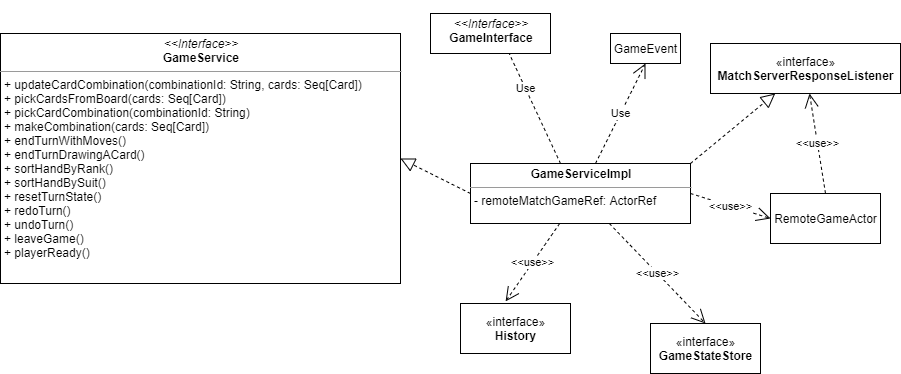 <<Interface>>
GameService
+ updateCardCombination(combinationId: String, cards: Seq[Card])
+ pickCardsFromBoard(cards: Seq[Card])
+ pickCardCombination(combinationId: String)
+ makeCombination(cards: Seq[Card])
+ endTurnWithMoves()
+ endTurnDrawingACard()
+ sortHandByRank()
+ sortHandBySuit()
+ resetTurnState()
+ redoTurn()
+ undoTurn()
+ leaveGame()
+ playerReady()
<<Interface>>
GameInterface
GameEvent
«interface»
MatchServerResponseListener
Use
Use
<<use>>
GameServiceImpl
- remoteMatchGameRef: ActorRef
<<use>>
RemoteGameActor
<<use>>
<<use>>
«interface»
History
«interface»
GameStateStore